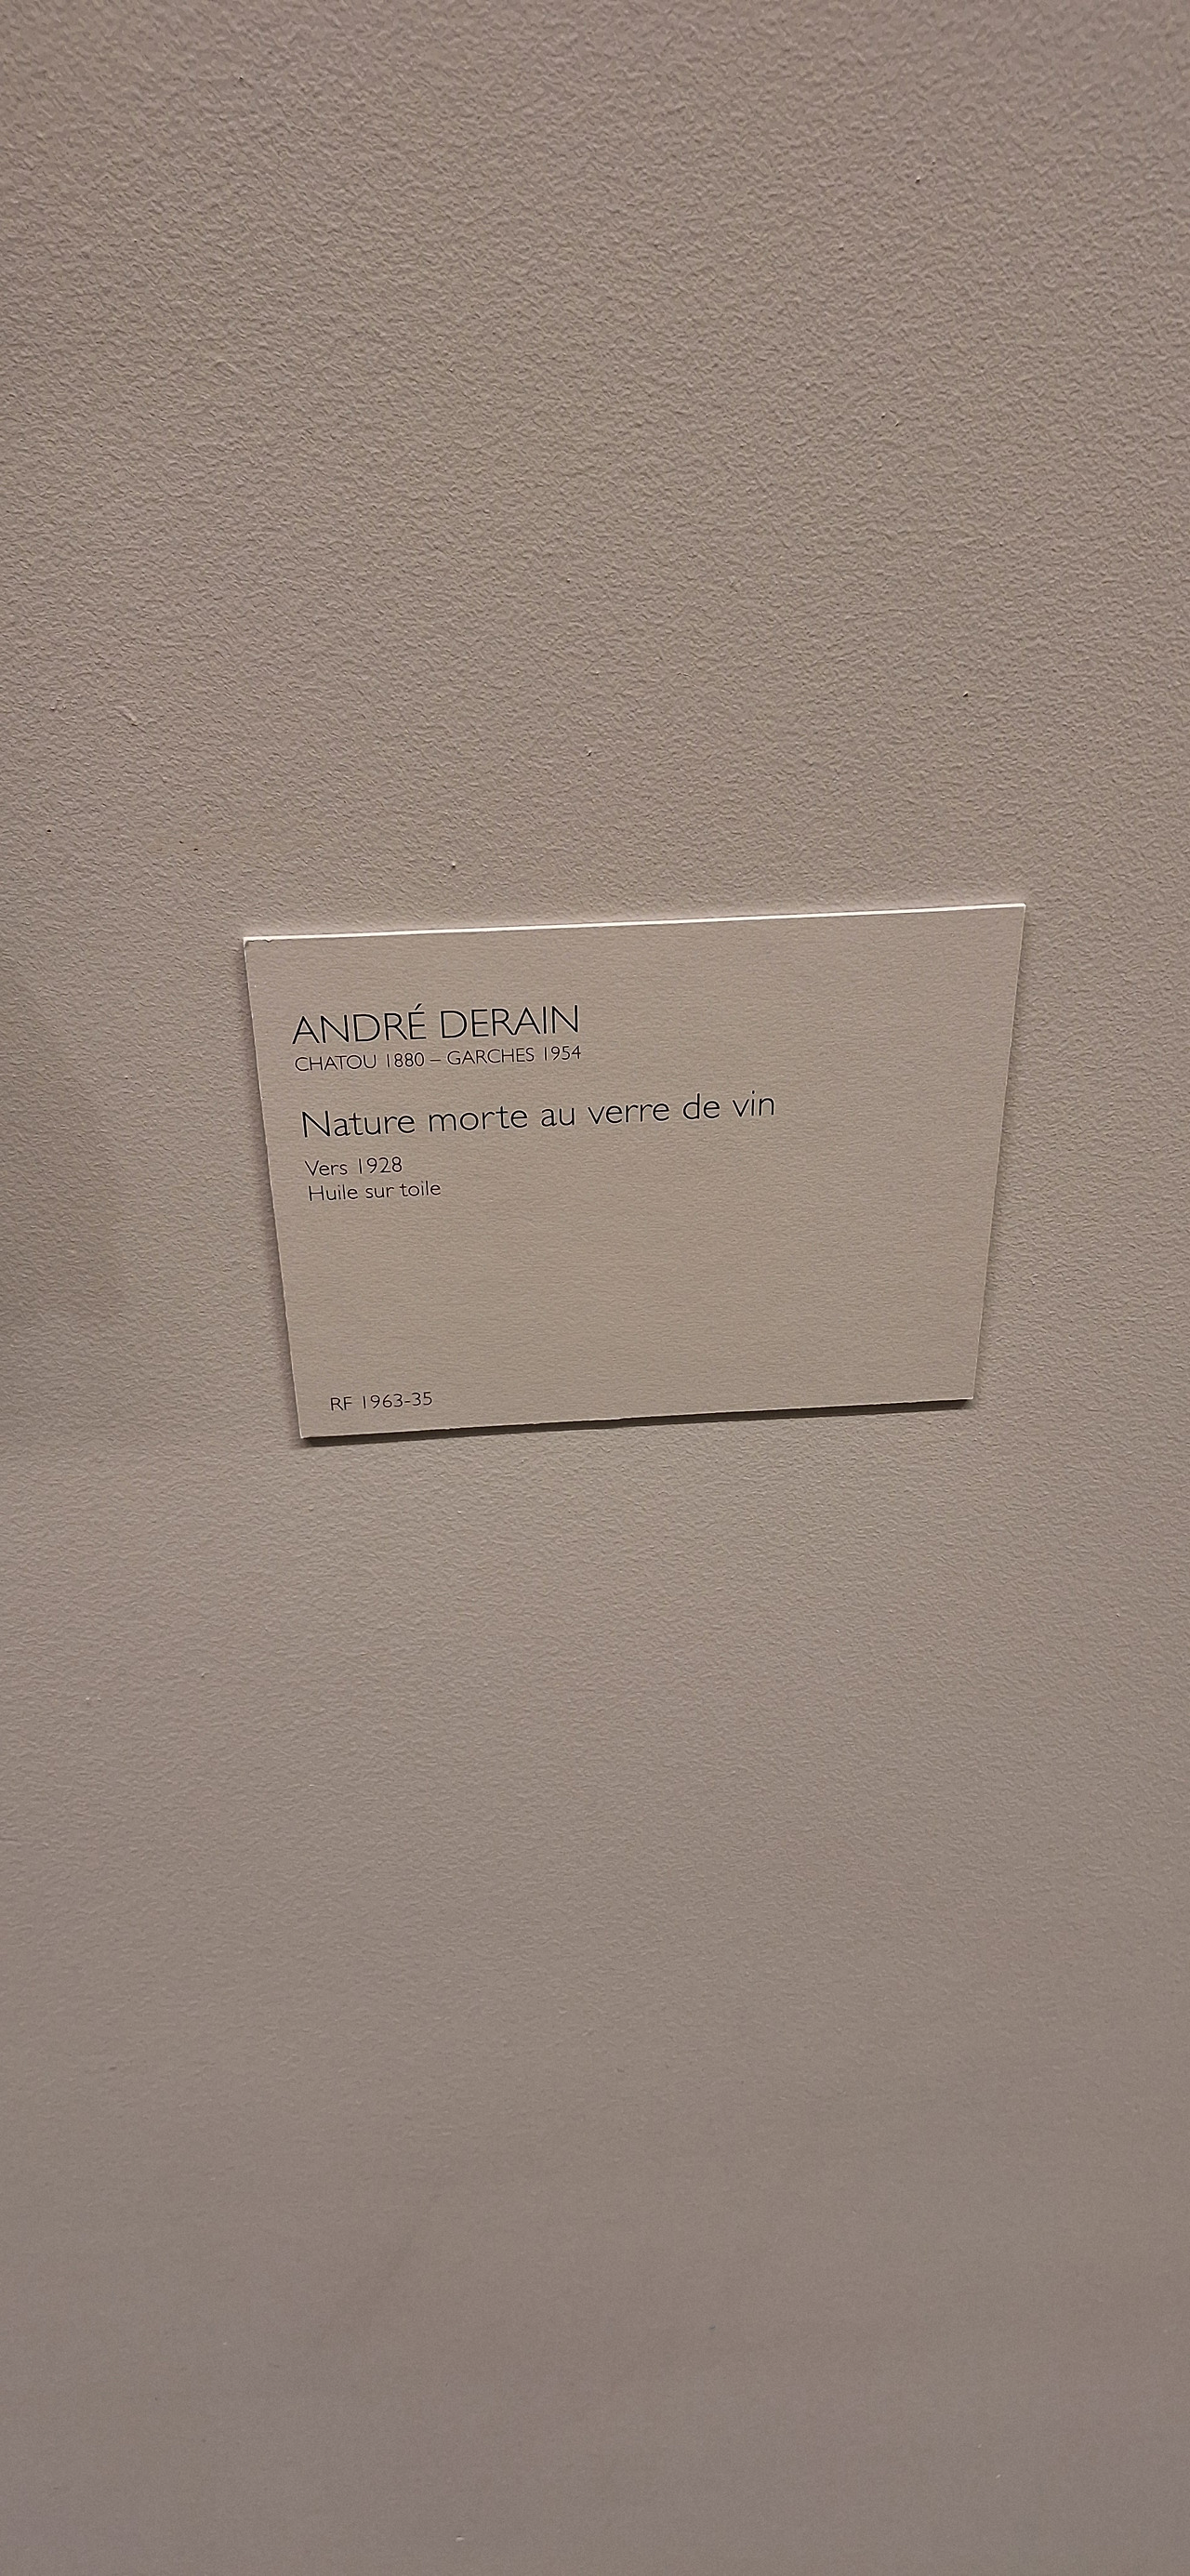 ANDRÉ DERAIN
CHATOU 1880 – GARCHES 1954
Nature morte au verre de vin
Vers 1928
Huile sur toile
RF 1963-35